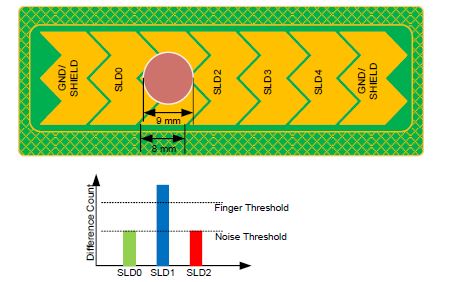 GND/
SHIELD
SLD0
SLD2
SLD3
SLD4
GND/
SHIELD
9 mm
8 mm
Difference Count
Finger Threshold
Noise Threshold
SLD0 SLD1 SLD2